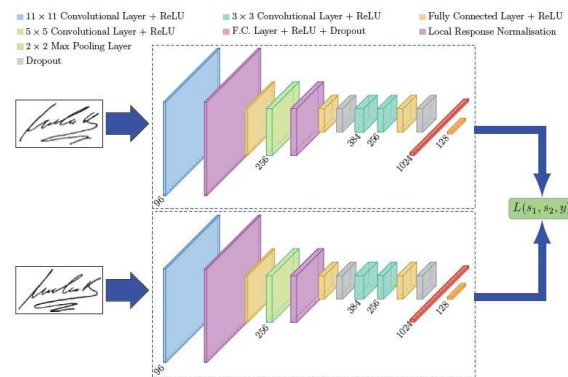 11 × 11 Convolutional Layer + ReLU
3 × 3 Convolutional Layer + ReLU
Fully Connected Layer + ReLU
5 × 5 Convolutional Layer + ReLU
F.C. Layer + ReLU + Dropout
Local Response Normalisation
2 × 2 Max Pooling Layer
Dropout
96
256
384
256
1024
128
L(s₁, s₂, y)
96
256
384
256
1024
128